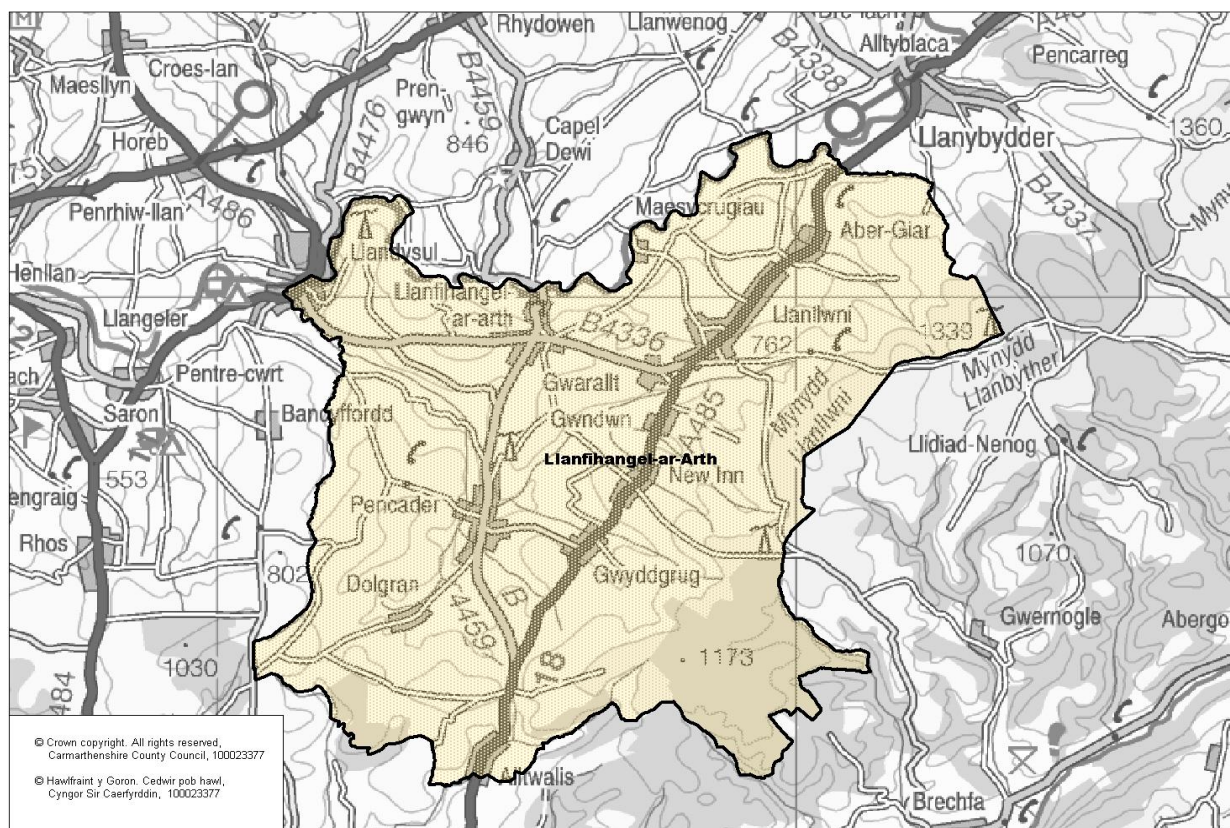 Rhydowen
Llanwenog
Alltyblaca
Pencarreg
Croes-lan
Maesllyn
B4338
B4459
Pren-
gwyn
846
Capel
Dewi
1360
Horeb
B4476
Llanybydder
Penrhiw-llan
A486
B4337
Maesycrugiau
Aber-Giar
Llandysul
Llanfihangel-
ar-arth
Llangeler
B4336
Llanllwni
1339
762
Mynydd
Llanbyther
Pentre-cwrt
Gwarallt
Saron
Bancyffordd
Gwndwn
A485
Mynydd
Llanllwni
Llidiad-Nenog
553
Llanfihangel-ar-Arth
New Inn
Pencader
Rhos
1070
802
Dolgran
Gwyddgrug
B
4459
Gwernogle
1030
1173
18
484
Alltwalis
Brechfa
© Crown copyright. All rights reserved,
Carmarthenshire County Council, 100023377
© Hawlfraint y Goron. Cedwir pob hawl,
Cyngor Sir Caerfyrddin, 100023377